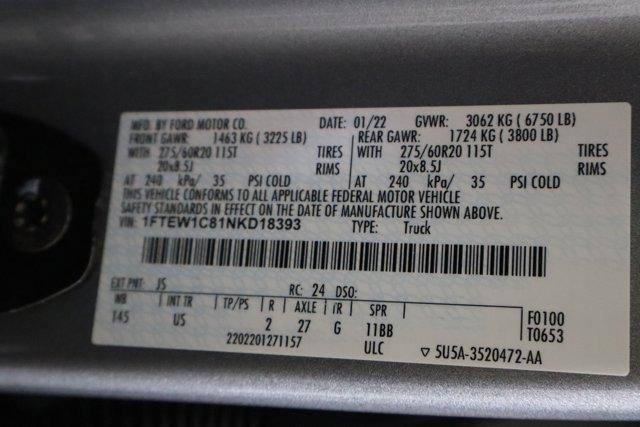 MFD. BY FORD MOTOR CO. DATE: 01/22 GVWR: 3062 KG ( 6750 LB)
FRONT GAWR: 1463 KG ( 3225 LB) REAR GAWR: 1724 KG ( 3800 LB)
WITH 275/60R20 115T TIRES WITH 275/60R20 115T TIRES
20x8.5J RIMS 20x8.5J RIMS
AT 240 kPa/ 35 PSI COLD AT 240 kPa/ 35 PSI COLD
THIS VEHICLE CONFORMS TO ALL APPLICABLE FEDERAL MOTOR VEHICLE
SAFETY STANDARDS IN EFFECT ON THE DATE OF MANUFACTURE SHOWN ABOVE.
VIN: 1FTEW1C81NKD18393 TYPE: Truck
EXT PNT: JS RC: 24 DSO:
WB INT TR TP/PS R AXLE TR SPR F0100
145 US 2 27 G 11BB T0653
2202201271157 ULC ▽ 5U5A-3520472-AA